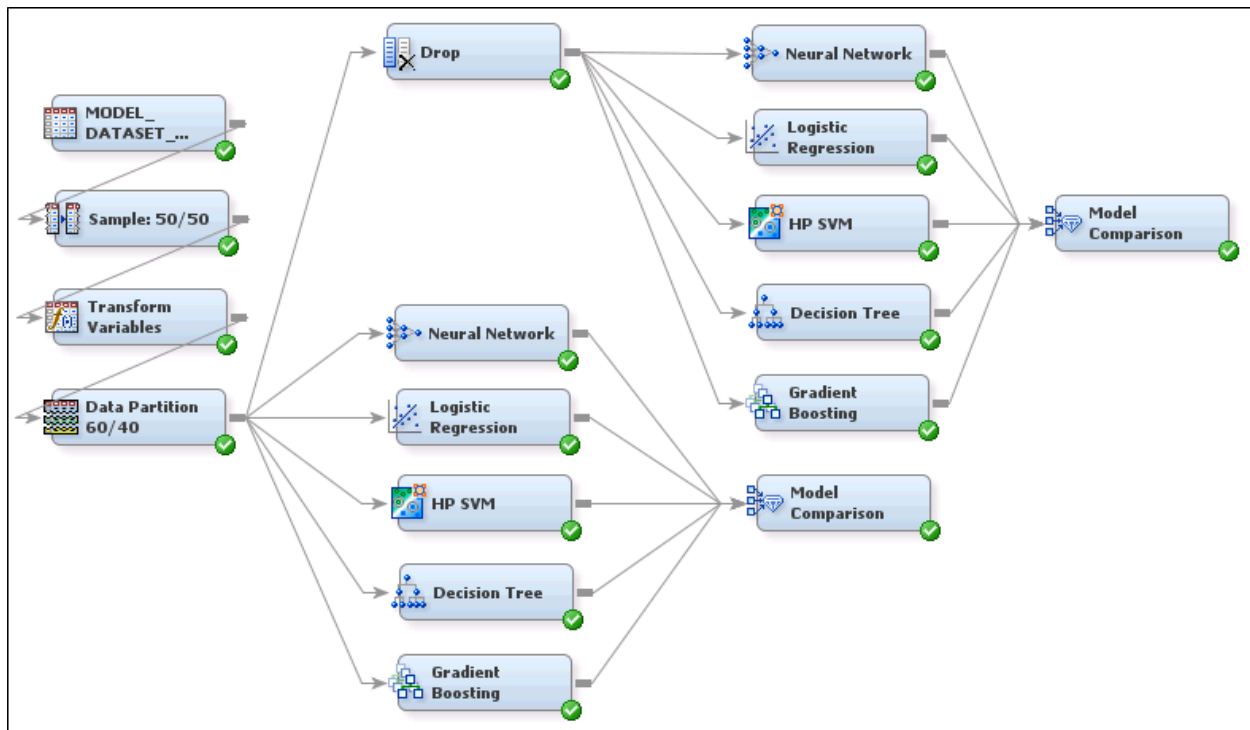 MODEL_
DATASET_...
Sample: 50/50
Transform
Variables
Data Partition
60/40
Drop
Neural Network
Logistic
Regression
HP SVM
Decision Tree
Gradient
Boosting
Neural Network
Logistic
Regression
HP SVM
Decision Tree
Gradient
Boosting
Model
Comparison
Model
Comparison